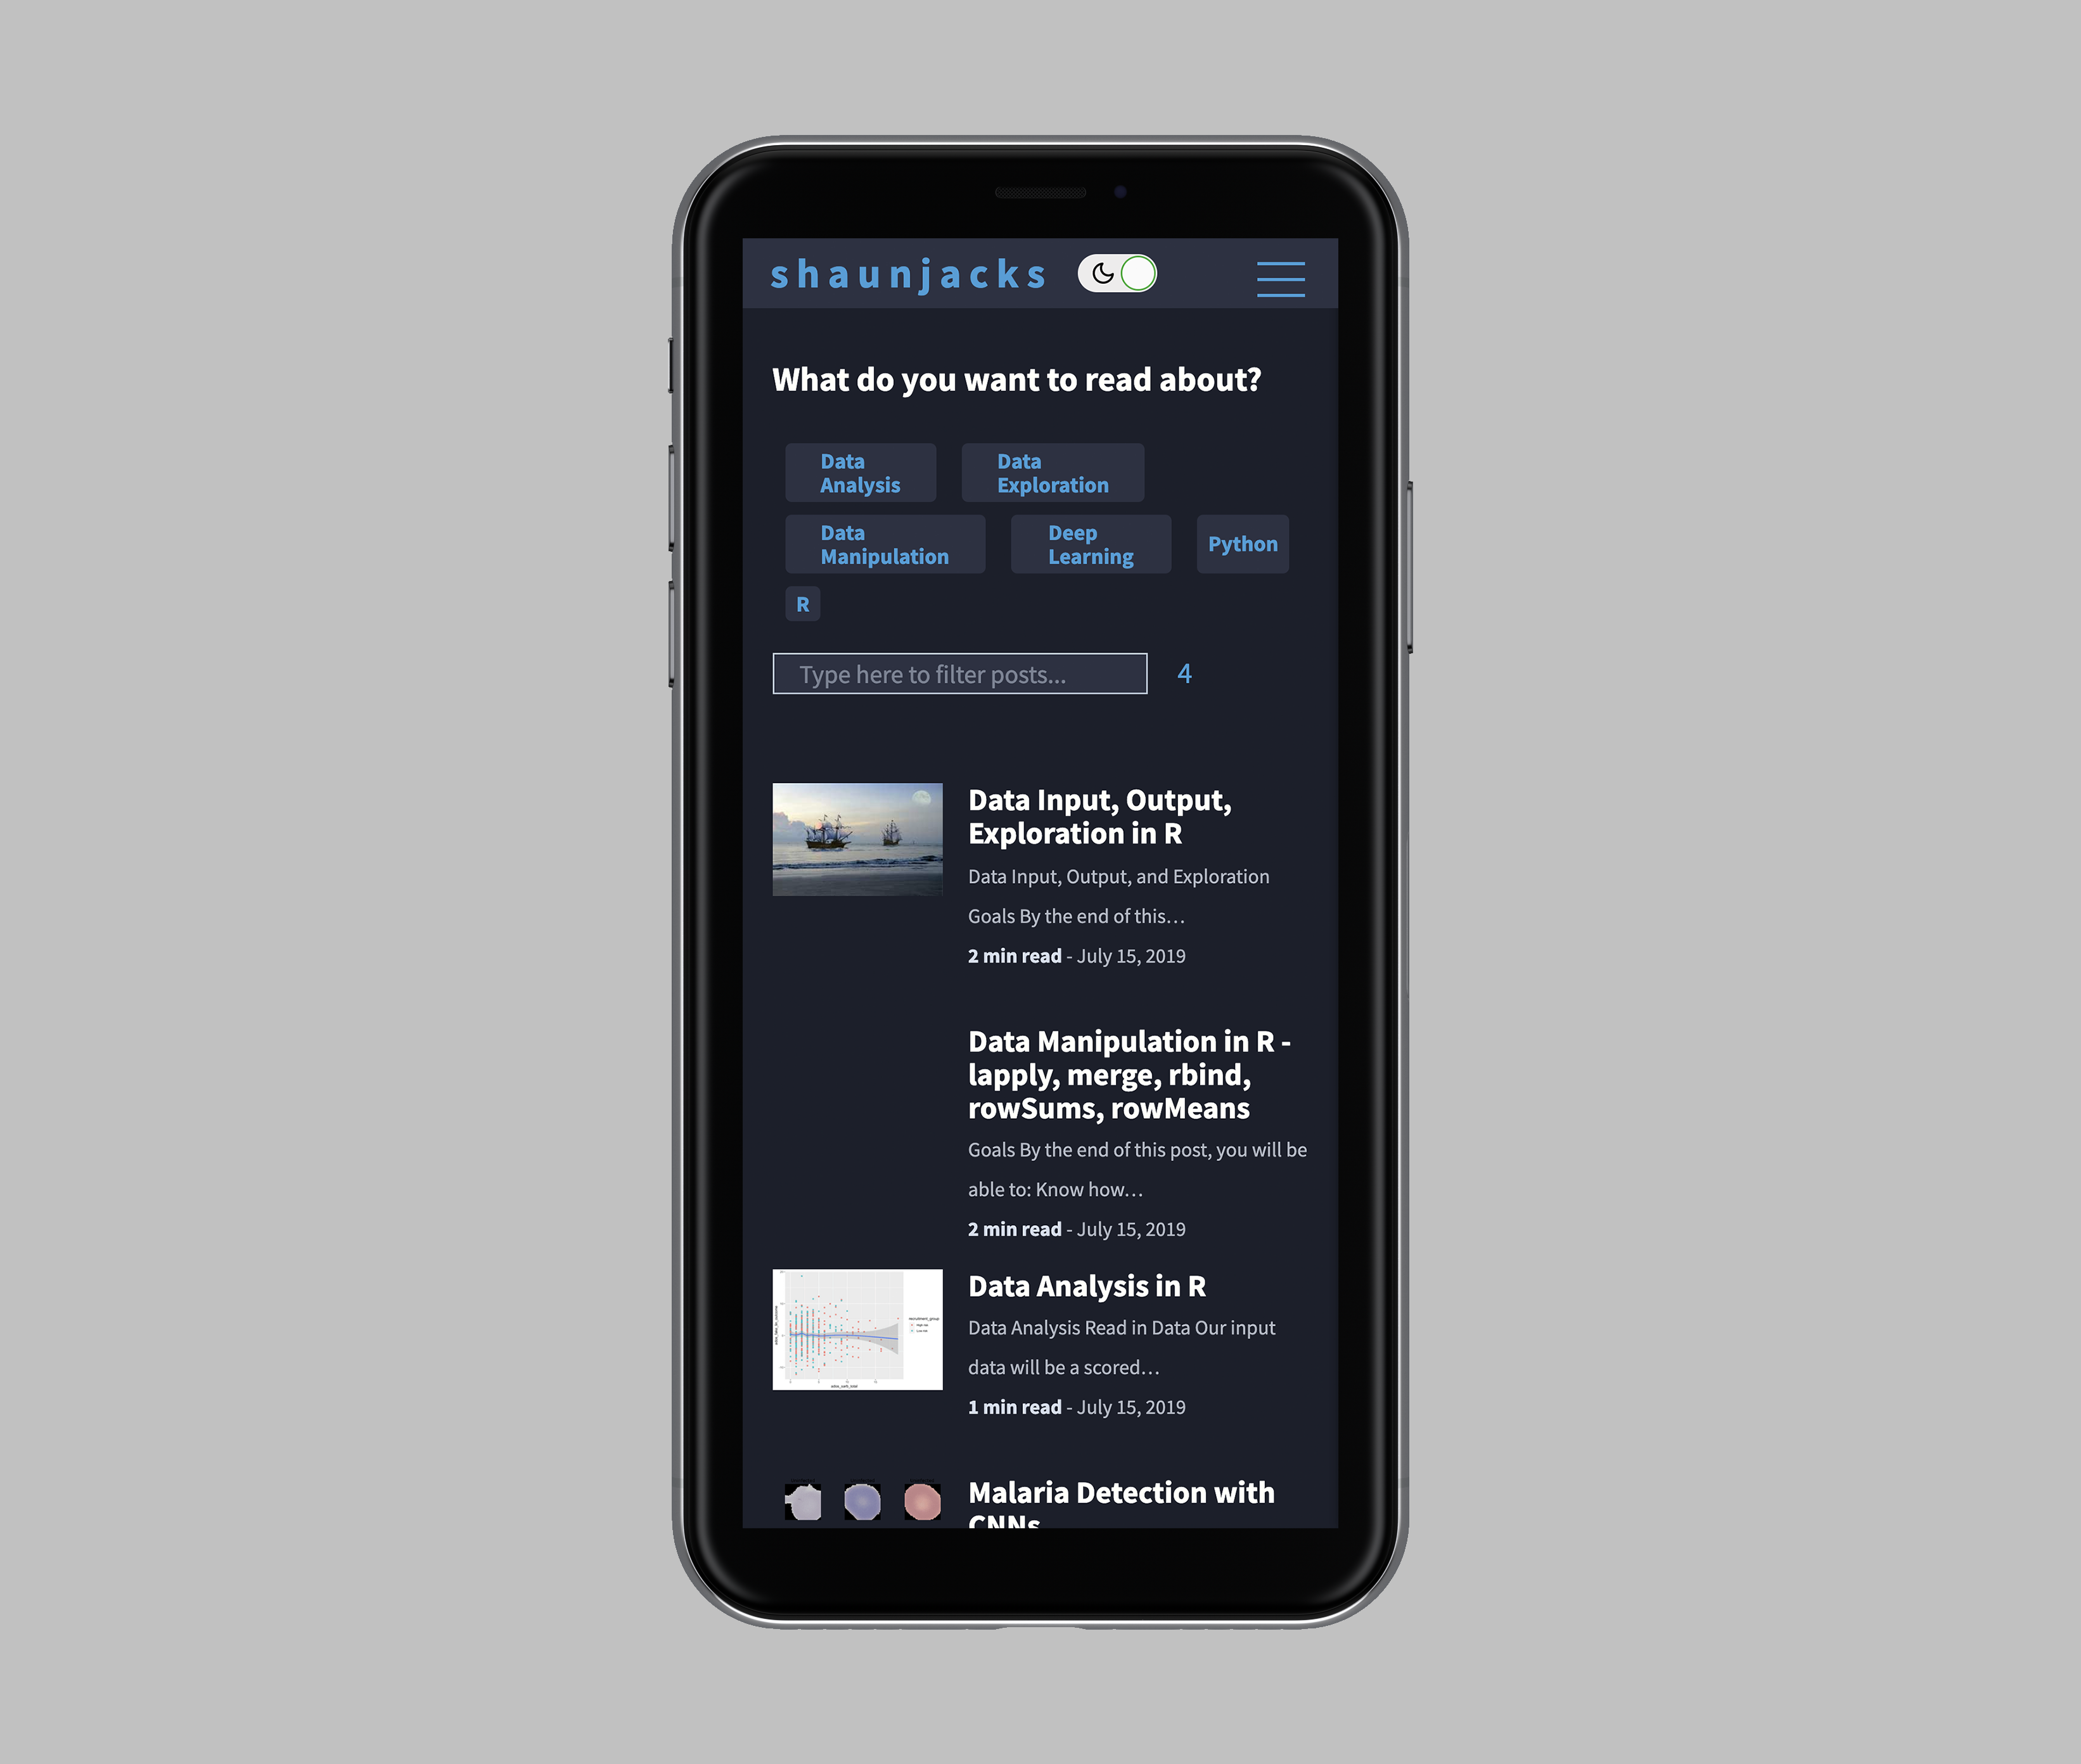 shaunjacks
What do you want to read about?
Data
Analysis
Data
Exploration
Data
Manipulation
Deep
Learning
Python
R
Type here to filter posts...
4
Data Input, Output,
Exploration in R
Data Input, Output, and Exploration
Goals By the end of this…
2 min read - July 15, 2019
Data Manipulation in R -
lapply, merge, rbind,
rowSums, rowMeans
Goals By the end of this post, you will be
able to: Know how…
2 min read - July 15, 2019
Data Analysis in R
Data Analysis Read in Data Our input
data will be a scored…
1 min read - July 15, 2019
recruitment_group
Malaria Detection with
CNNs